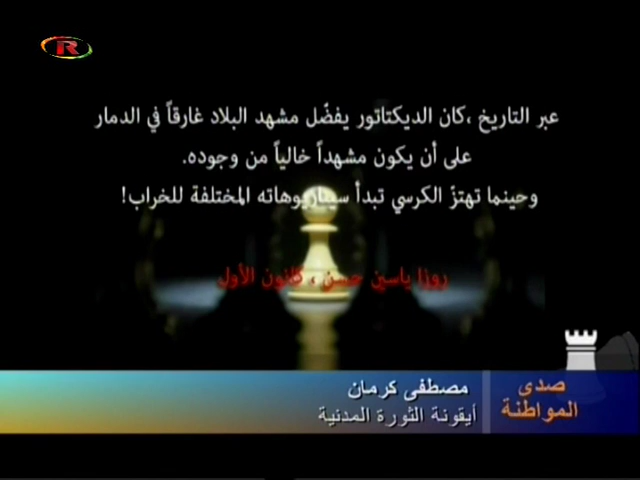 R
عبر التاريخ ،كان الديكتاتور يفضّل مشهد البلاد غارقاً في الدمار
على أن يكون مشهداً خالياً من وجوده.
وحينما تهتزّ الكرسي تبدأ سيناريوهاته المختلفة للخراب!
روزا ياسين حسن ، كانون الأول
صدى
المواطنة
مصطفى كرمان
أيقونة الثورة المدنية